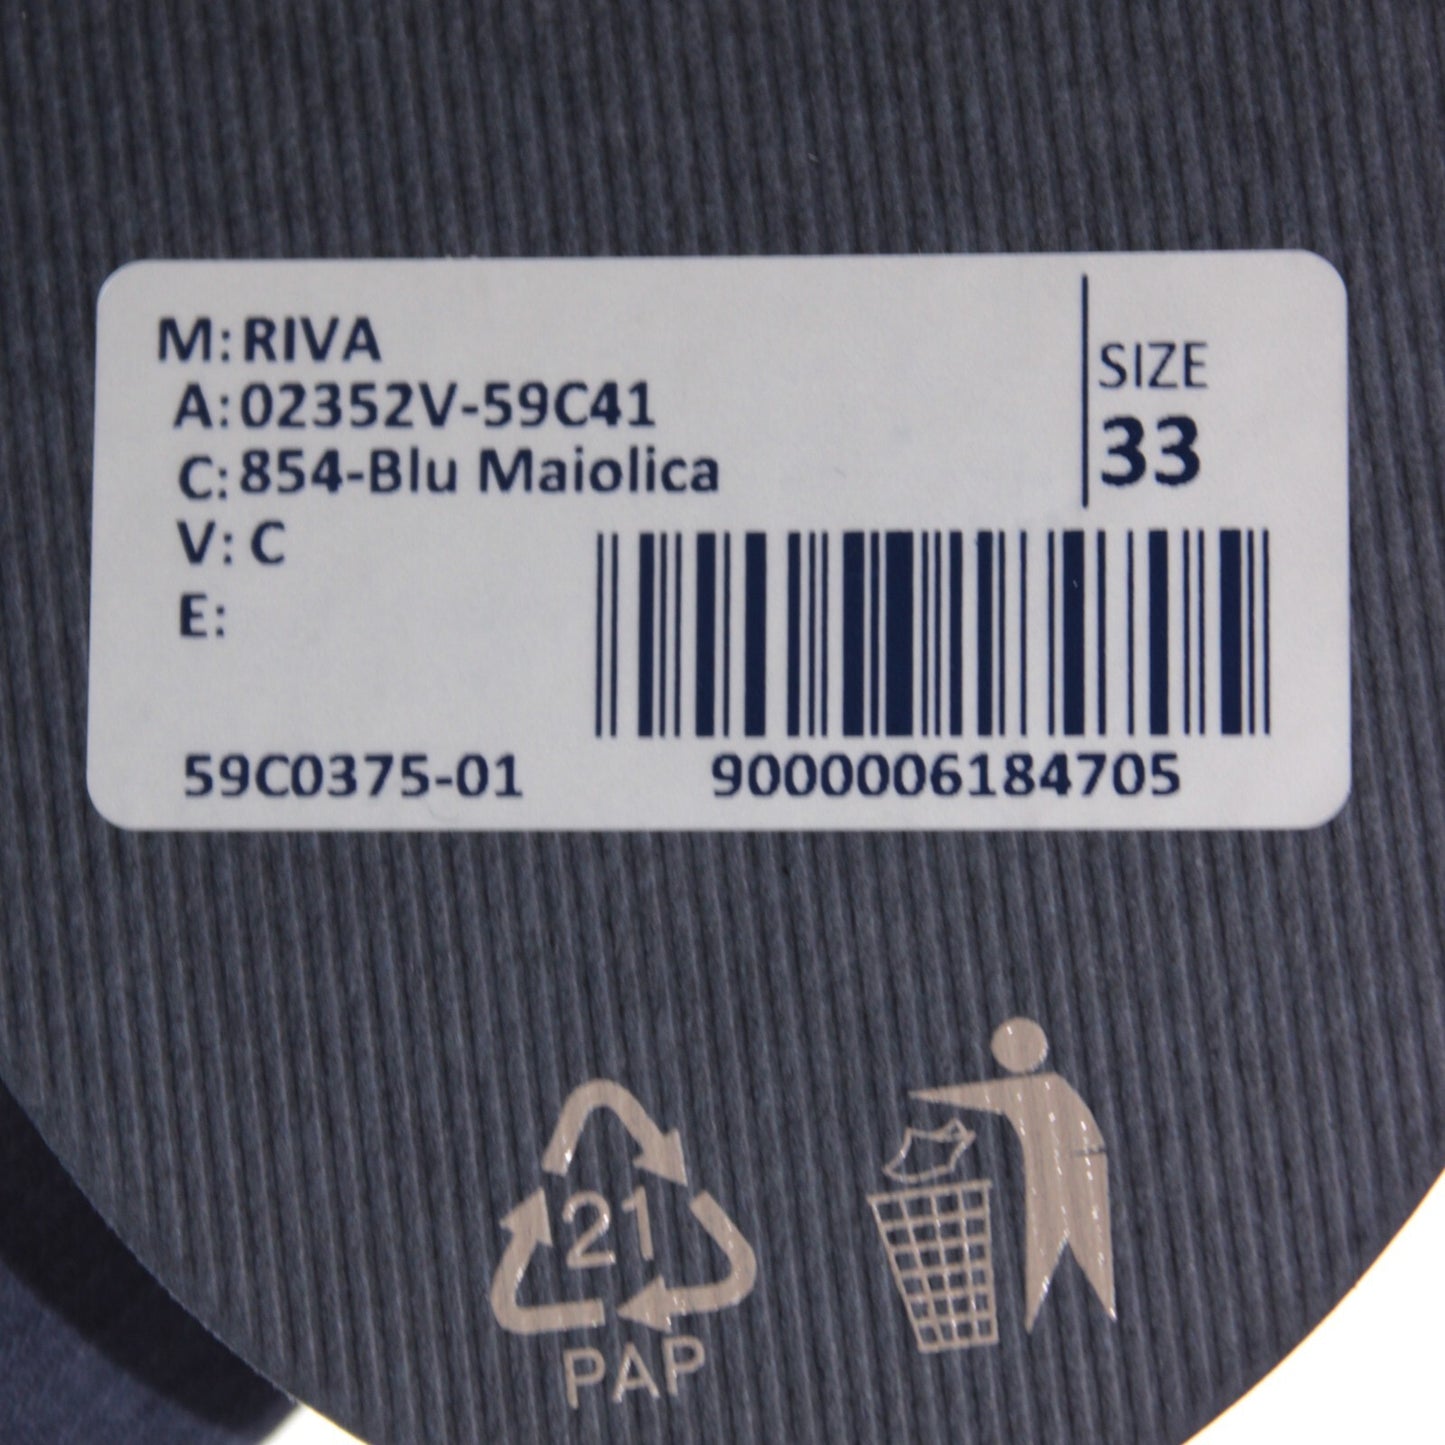 M: RIVA
A: 02352V-59C41
C: 854-Blu Maiolica
V: C
E:
SIZE
33
59C0375-01
9000006184705
21
PAP